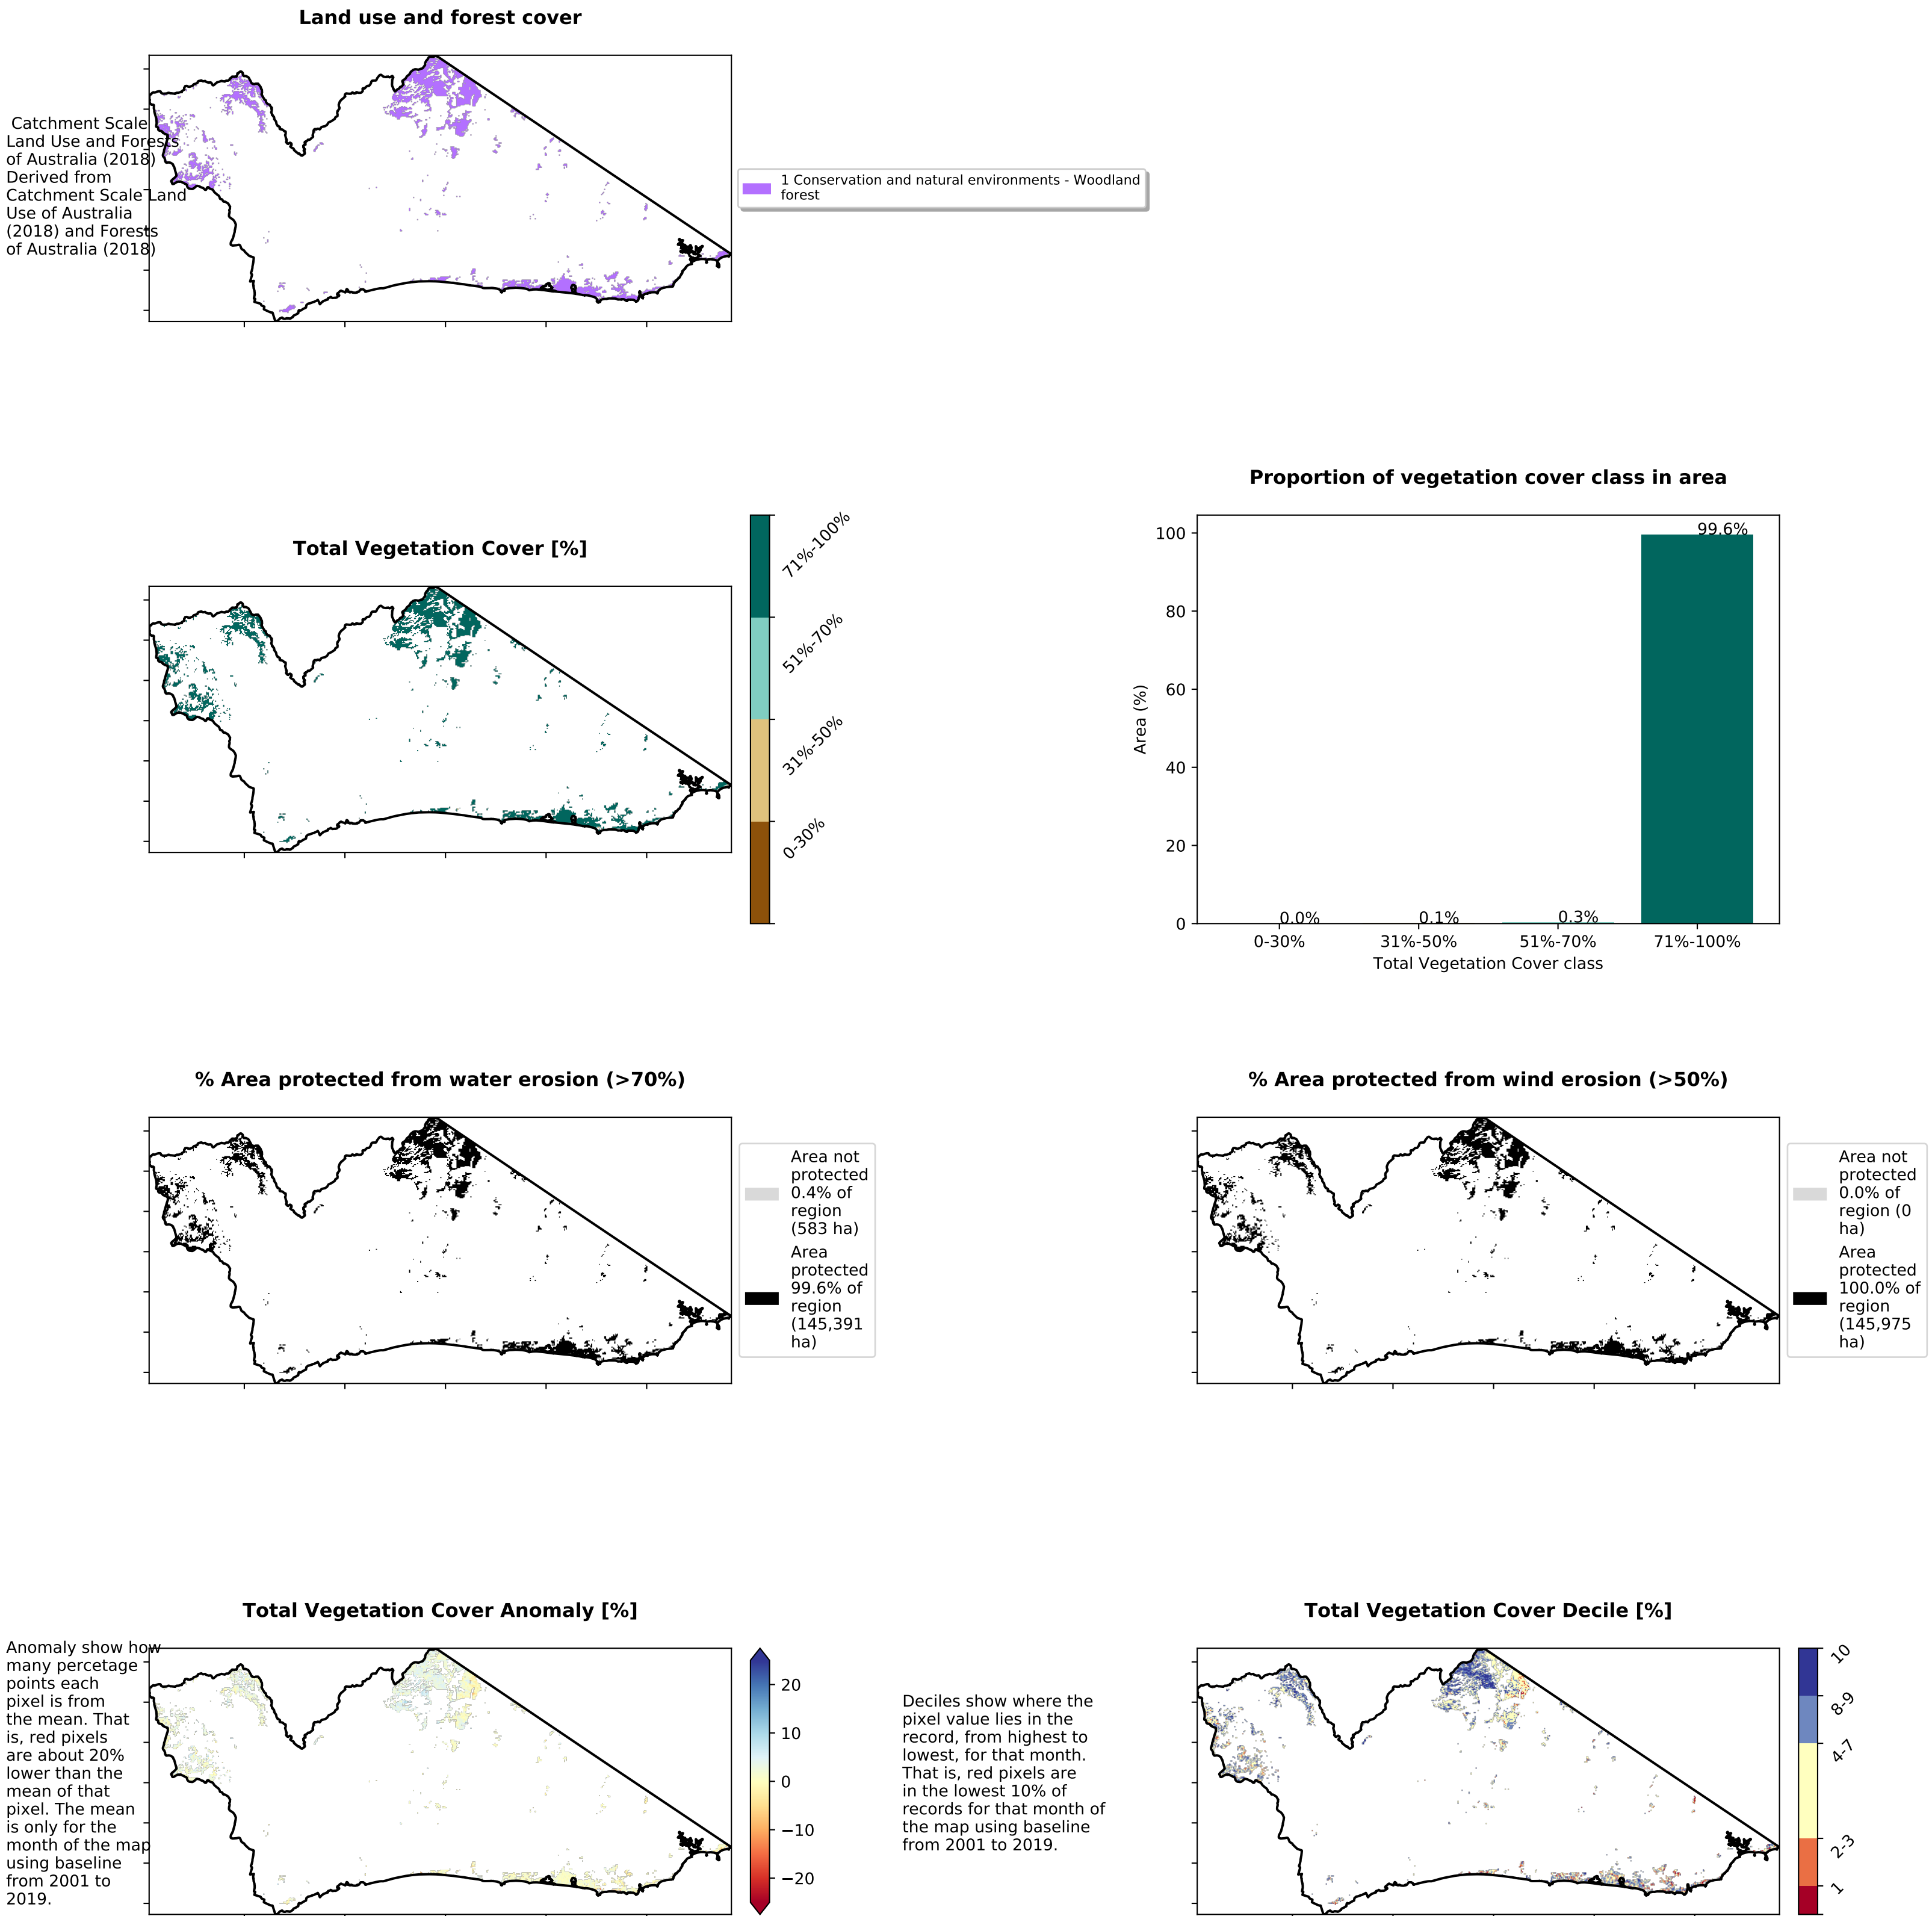 Land use and forest cover
Catchment Scale
Land Use and Forests
of Australia (2018)
Derived from
Catchment Scale Land
Use of Australia
(2018) and Forests
of Australia (2018)
1 Conservation and natural environments - Woodland
forest
Total Vegetation Cover [%]
71%-100%
51%-70%
31%-50%
0-30%
Proportion of vegetation cover class in area
Area (%)
100
80
60
40
20
0
0.0%
0.1%
0.3%
99.6%
0-30%
31%-50%
51%-70%
71%-100%
Total Vegetation Cover class
% Area protected from water erosion (>70%)
Area not
protected
0.4% of
region
(583 ha)
Area
protected
99.6% of
region
(145,391
ha)
% Area protected from wind erosion (>50%)
Area not
protected
0.0% of
region (0
ha)
Area
protected
100.0% of
region
(145,975
ha)
Total Vegetation Cover Anomaly [%]
Anomaly show how
many percetage
points each
pixel is from
the mean. That
is, red pixels
are about 20%
lower than the
mean of that
pixel. The mean
is only for the
month of the map
using baseline
from 2001 to
2019.
20
10
0
−10
−20
Total Vegetation Cover Decile [%]
Deciles show where the
pixel value lies in the
record, from highest to
lowest, for that month.
That is, red pixels are
in the lowest 10% of
records for that month of
the map using baseline
from 2001 to 2019.
10
8-9
4-7
2-3
1